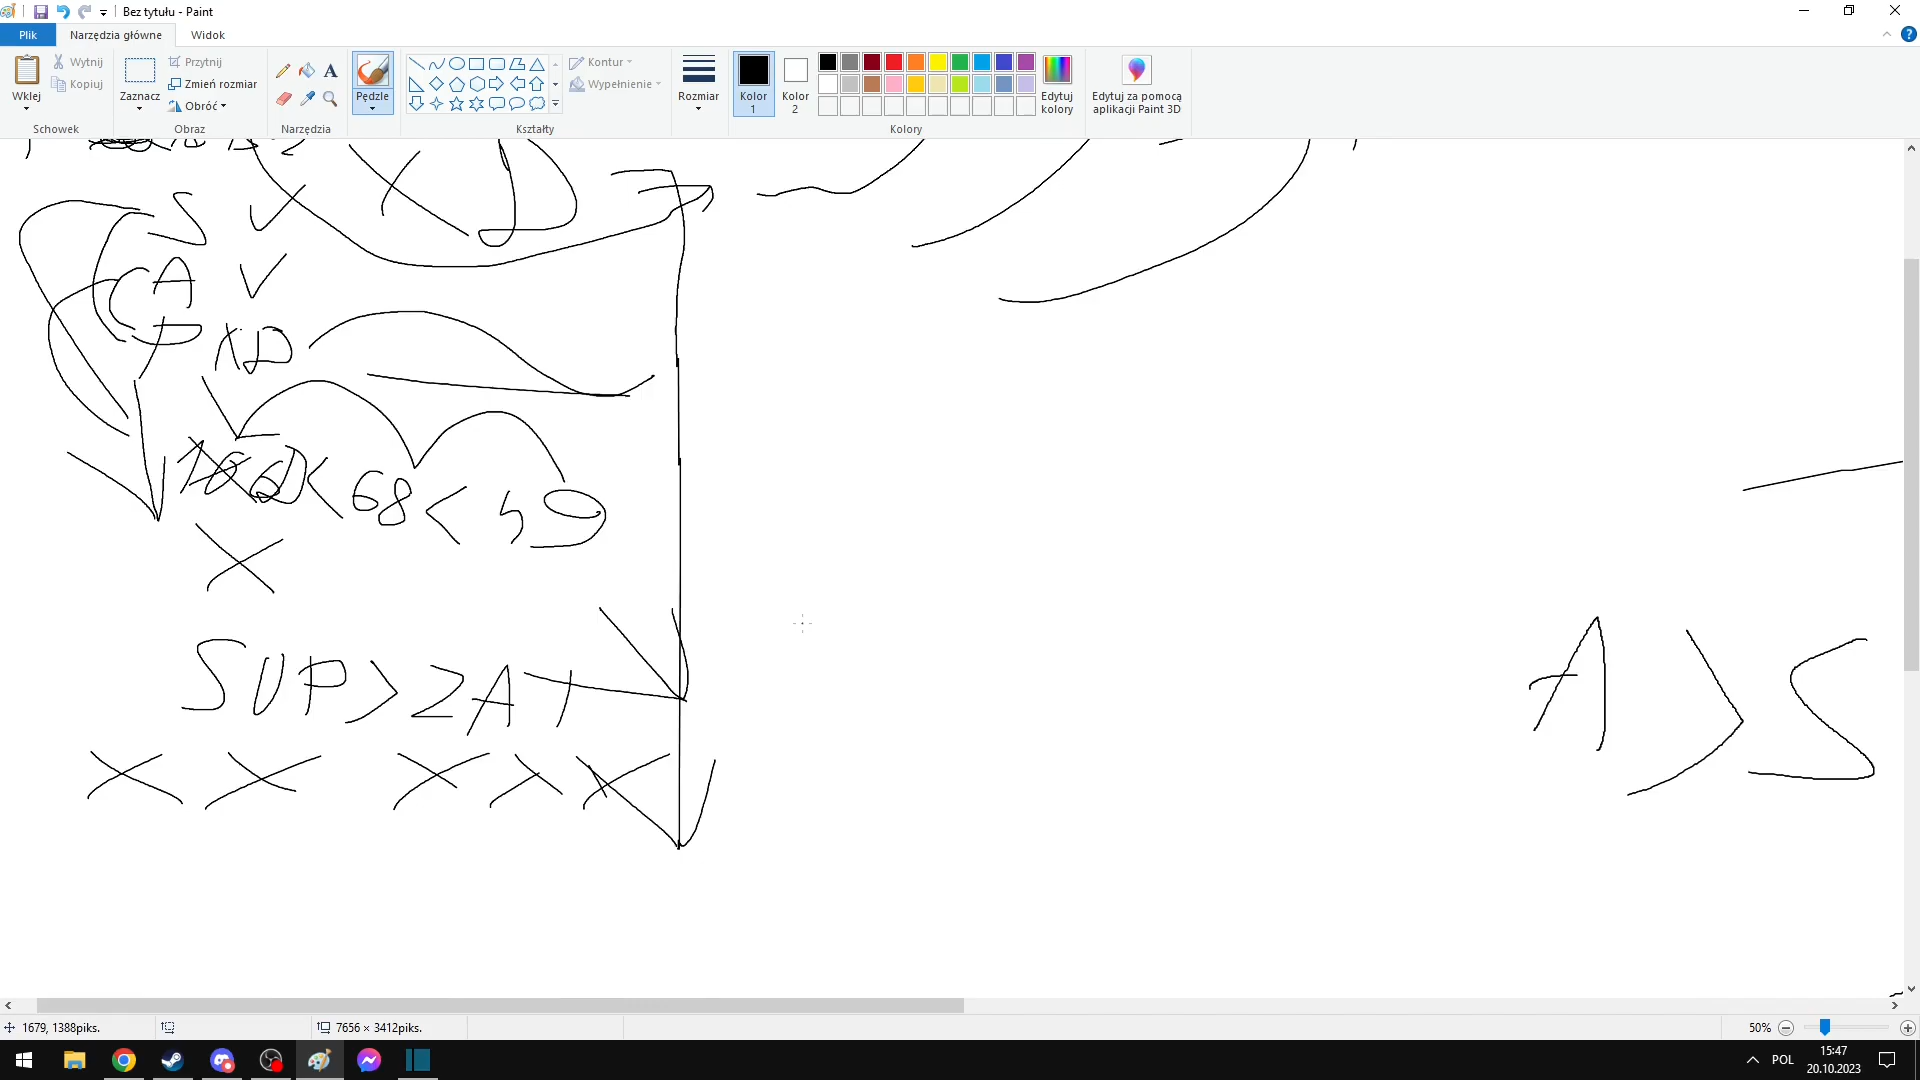 Bez tytułu - Paint
Plik Narzędzia główne Widok
Wklej
Wytnij
Kopiuj
Schowek
Zaznacz
Przytnij
Zmień rozmiar
Obróć
Obraz
A
Narzędzia
Pędzle
Kontur
Wypełnienie
Kształty
Rozmiar
Kolor 1
Kolor 2
Edytuj kolory
Kolory
Edytuj za pomocą aplikacji Paint 3D
S
A
XD
< 68 < 59
X
SUP > 2A
X X X X X
A > S
1679, 1388piks.
7656 × 3412piks.
50%
POL
15:47
20.10.2023